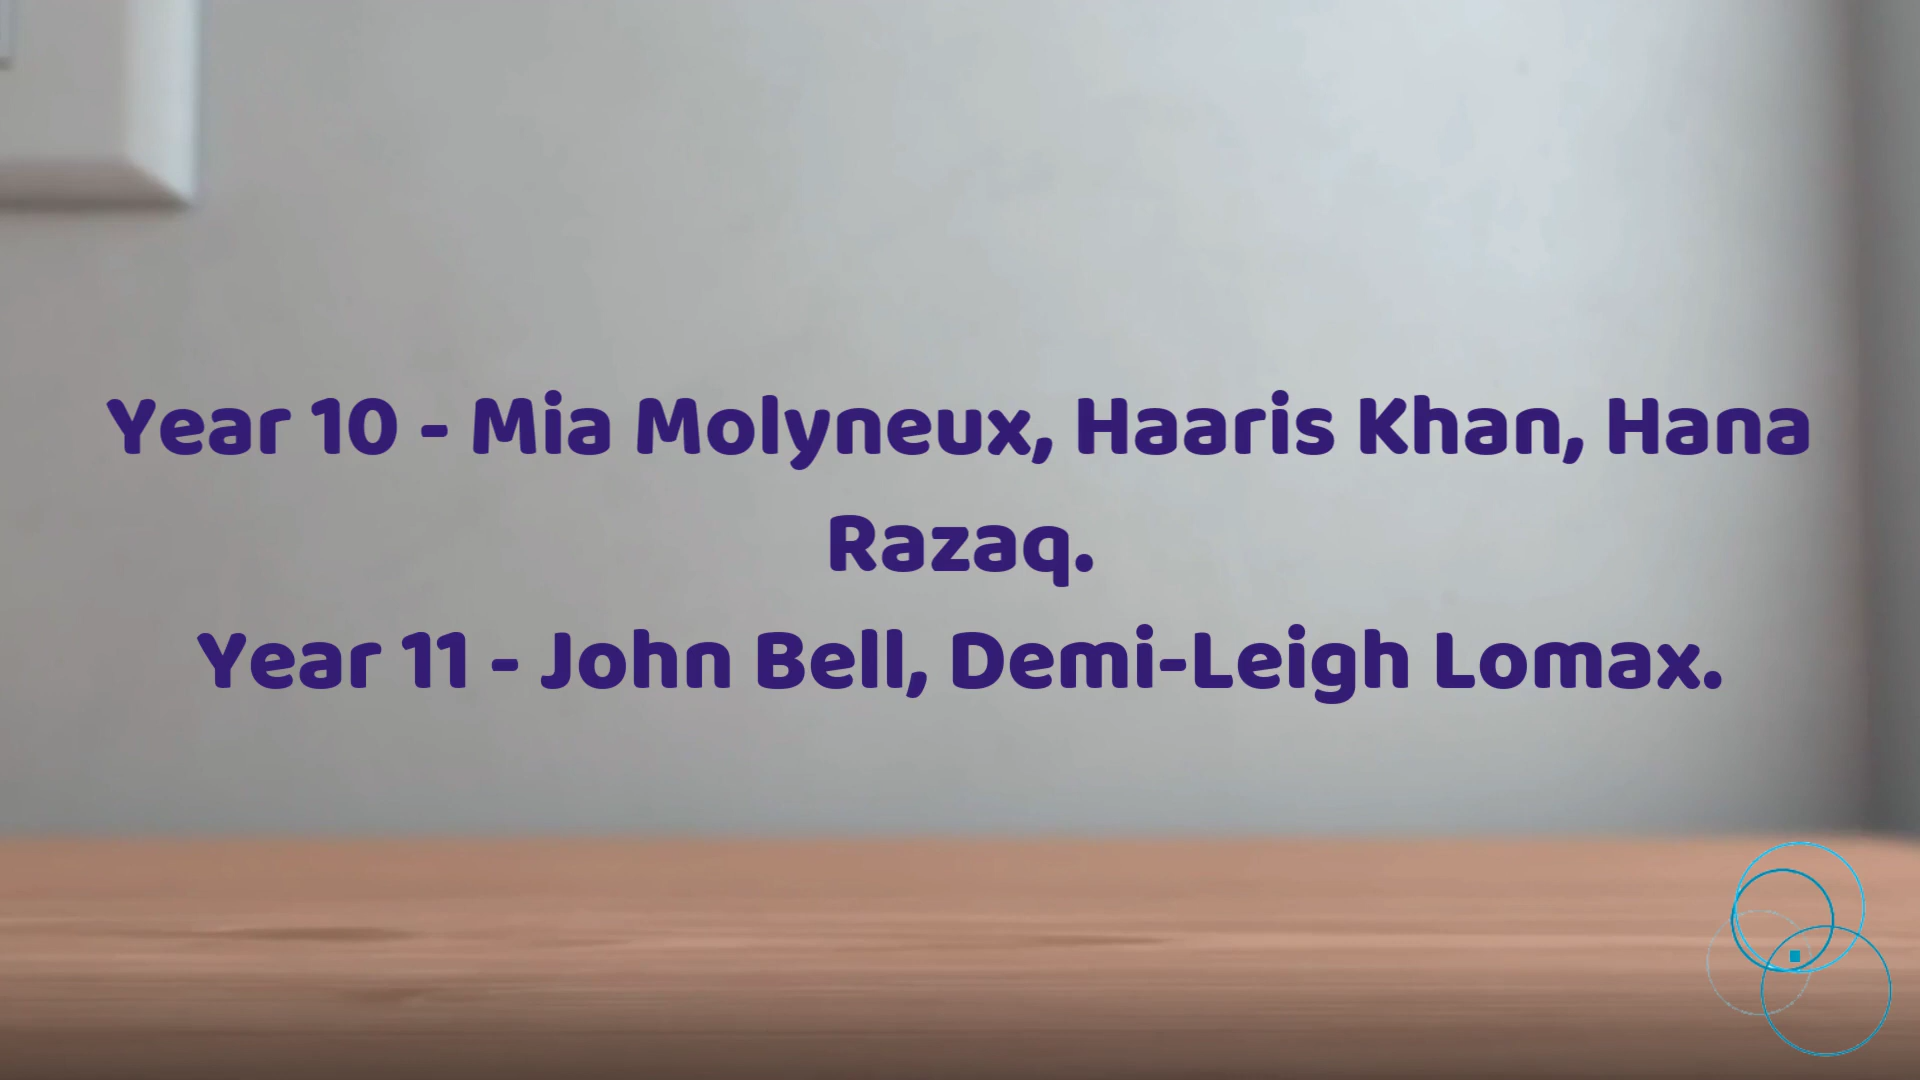 Year 10 - Mia Molyneux, Haaris Khan, Hana
Razaq.
Year 11 - John Bell, Demi-Leigh Lomax.